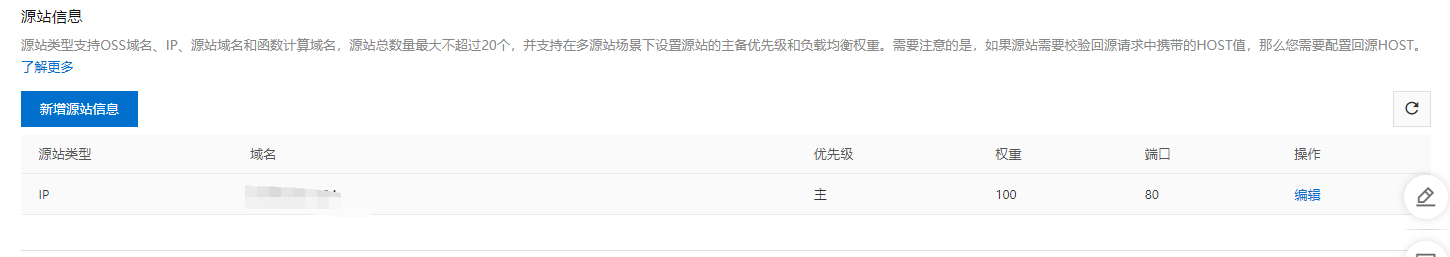 源站信息
源站类型支持OSS域名、IP、源站域名和函数计算域名，源站总数量最大不超过20个，并支持在多源站场景下设置源站的主备优先级和负载均衡权重。需要注意的是，如果源站需要校验回源请求中携带的HOST值，那么您需要配置回源HOST。
了解更多
新增源站信息
源站类型 域名 优先级 权重 端口 操作
IP 主 100 80 编辑